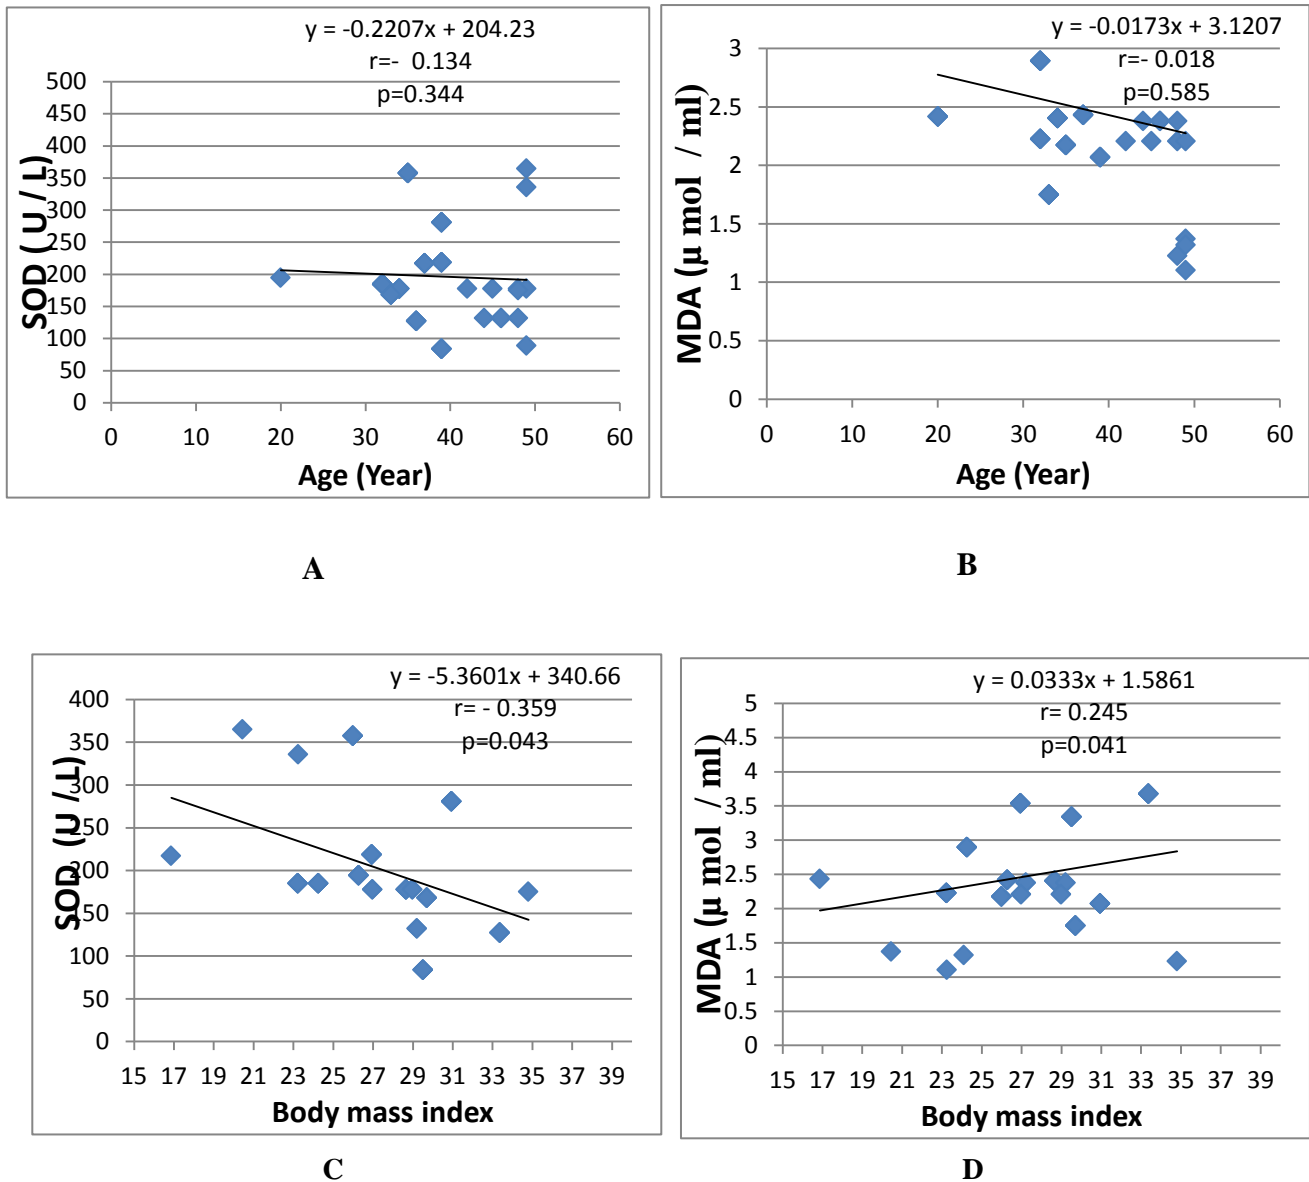 y = -0.2207x + 204.23
r=- 0.134
p=0.344
500
450
400
350
300
250
200
150
100
50
0
SOD ( U / L)
0 10 20 30 40 50 60
Age (Year)
A
y = -0.0173x + 3.1207
r=- 0.018
p=0.585
3
2.5
2
1.5
1
0.5
0
MDA (µ mol / ml)
0 10 20 30 40 50 60
Age (Year)
B
y = -5.3601x + 340.66
r= - 0.359
p=0.043
400
350
300
250
200
150
100
50
0
SOD (U / L)
15 17 19 21 23 25 27 29 31 33 35 37 39
Body mass index
C
y = 0.0333x + 1.5861
r= 0.245
p=0.041
5
4.5
4
3.5
3
2.5
2
1.5
1
0.5
0
MDA (µ mol / ml)
15 17 19 21 23 25 27 29 31 33 35 37 39
Body mass index
D